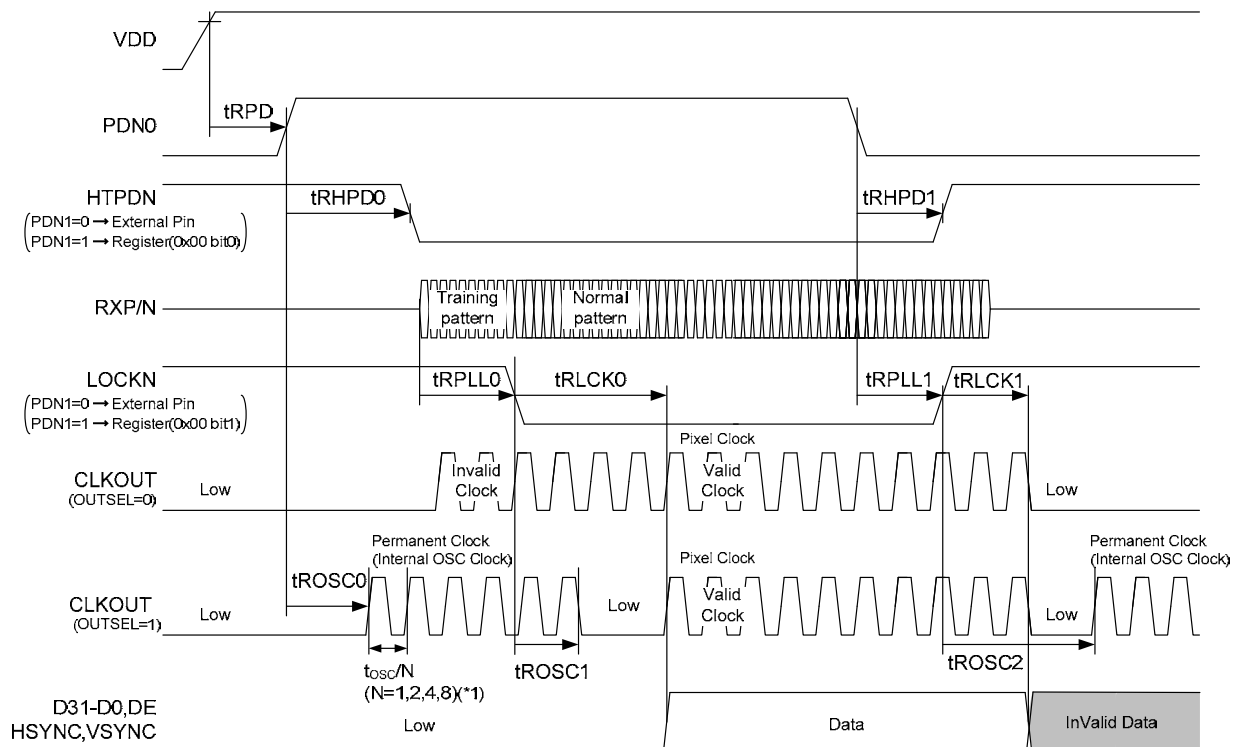 VDD
tRPD
PDN0
HTPDN
(PDN1=0 → External Pin
PDN1=1 → Register(0x00 bit0))
tRHPD0
tRHPD1
RXP/N
Training
pattern
Normal
pattern
LOCKN
(PDN1=0 → External Pin
PDN1=1 → Register(0x00 bit1))
tRPLL0
tRLCK0
tRPLL1
tRLCK1
CLKOUT
(OUTSEL=0)
Low
Invalid
Clock
Pixel Clock
Valid
Clock
Low
CLKOUT
(OUTSEL=1)
Low
tROSC0
Permanent Clock
(Internal OSC Clock)
tOSC/N
(N=1,2,4,8)(*1)
tROSC1
Low
Pixel Clock
Valid
Clock
Low
tROSC2
Permanent Clock
(Internal OSC Clock)
D31-D0,DE
HSYNC,VSYNC
Low
Data
InValid Data